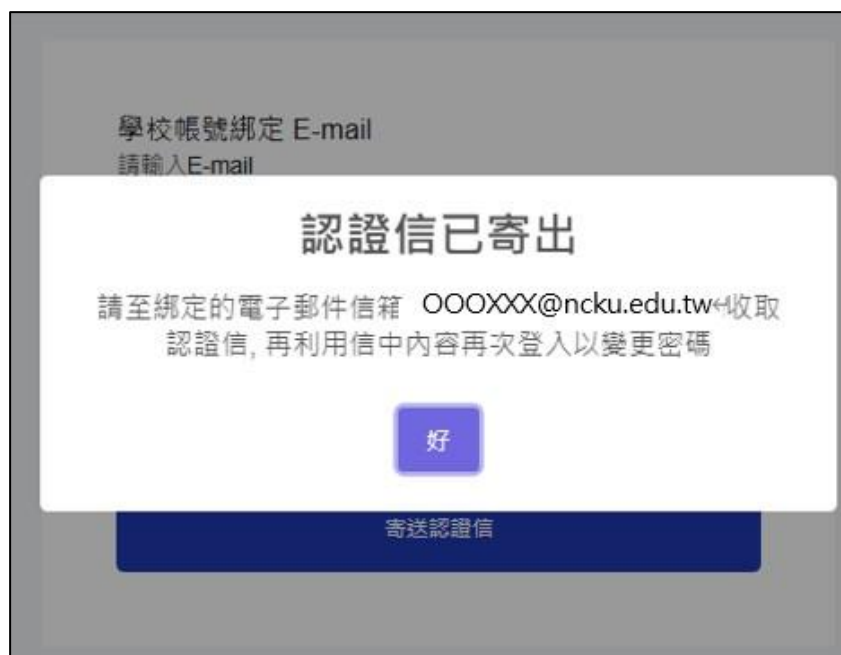 學校帳號綁定 E-mail
請輸入E-mail
認證信已寄出
請至綁定的電子郵件信箱 OOOXXX@ncku.edu.tw↵收取
認證信, 再利用信中內容再次登入以變更密碼
好
寄送認證信